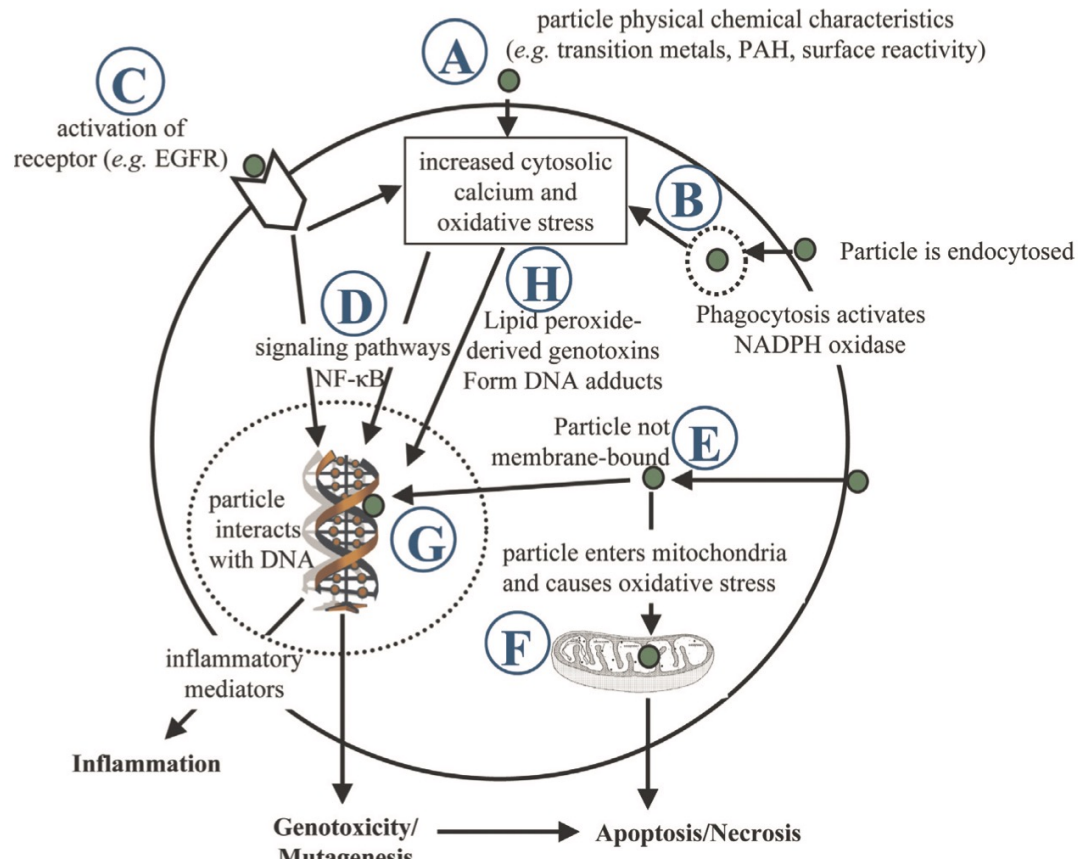 particle physical chemical characteristics
(e.g. transition metals, PAH, surface reactivity)
A
C
activation of
receptor (e.g. EGFR)
increased cytosolic
calcium and
oxidative stress
B
Particle is endocytosed
Phagocytosis activates
NADPH oxidase
D
signaling pathways
NF-κB
H
Lipid peroxide-
derived genotoxins
Form DNA adducts
Particle not
membrane-bound
E
particle
interacts
with DNA
G
particle enters mitochondria
and causes oxidative stress
F
inflammatory
mediators
Inflammation
Genotoxicity/
Mutagenesis
Apoptosis/Necrosis